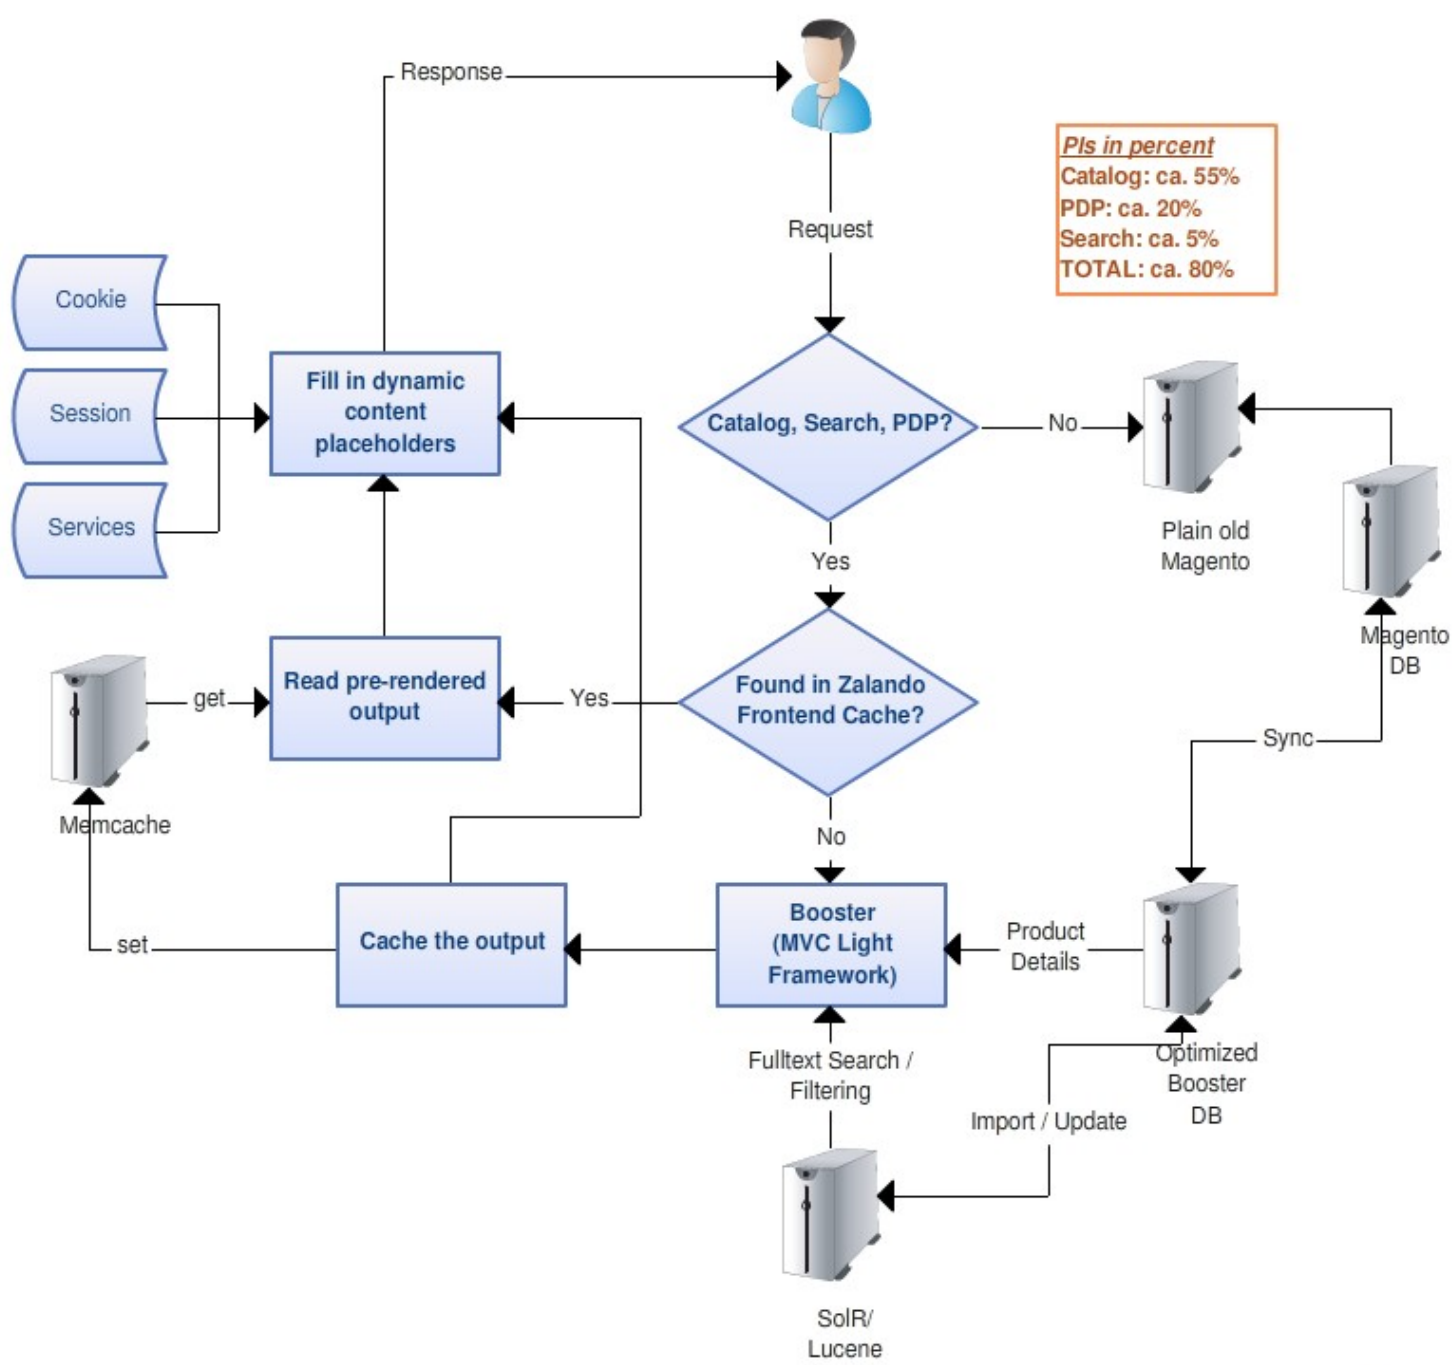 Response
PIs in percent
Catalog: ca. 55%
PDP: ca. 20%
Search: ca. 5%
TOTAL: ca. 80%
Request
Cookie
Session
Services
Fill in dynamic
content
placeholders
Catalog, Search, PDP?
No
Plain old
Magento
Yes
Magento
DB
Read pre-rendered
output
get
Yes
Found in Zalando
Frontend Cache?
Sync
Memcache
No
Cache the output
set
Booster
(MVC Light
Framework)
Product
Details
Optimized
Booster
DB
Fulltext Search /
Filtering
Import / Update
SolR/
Lucene